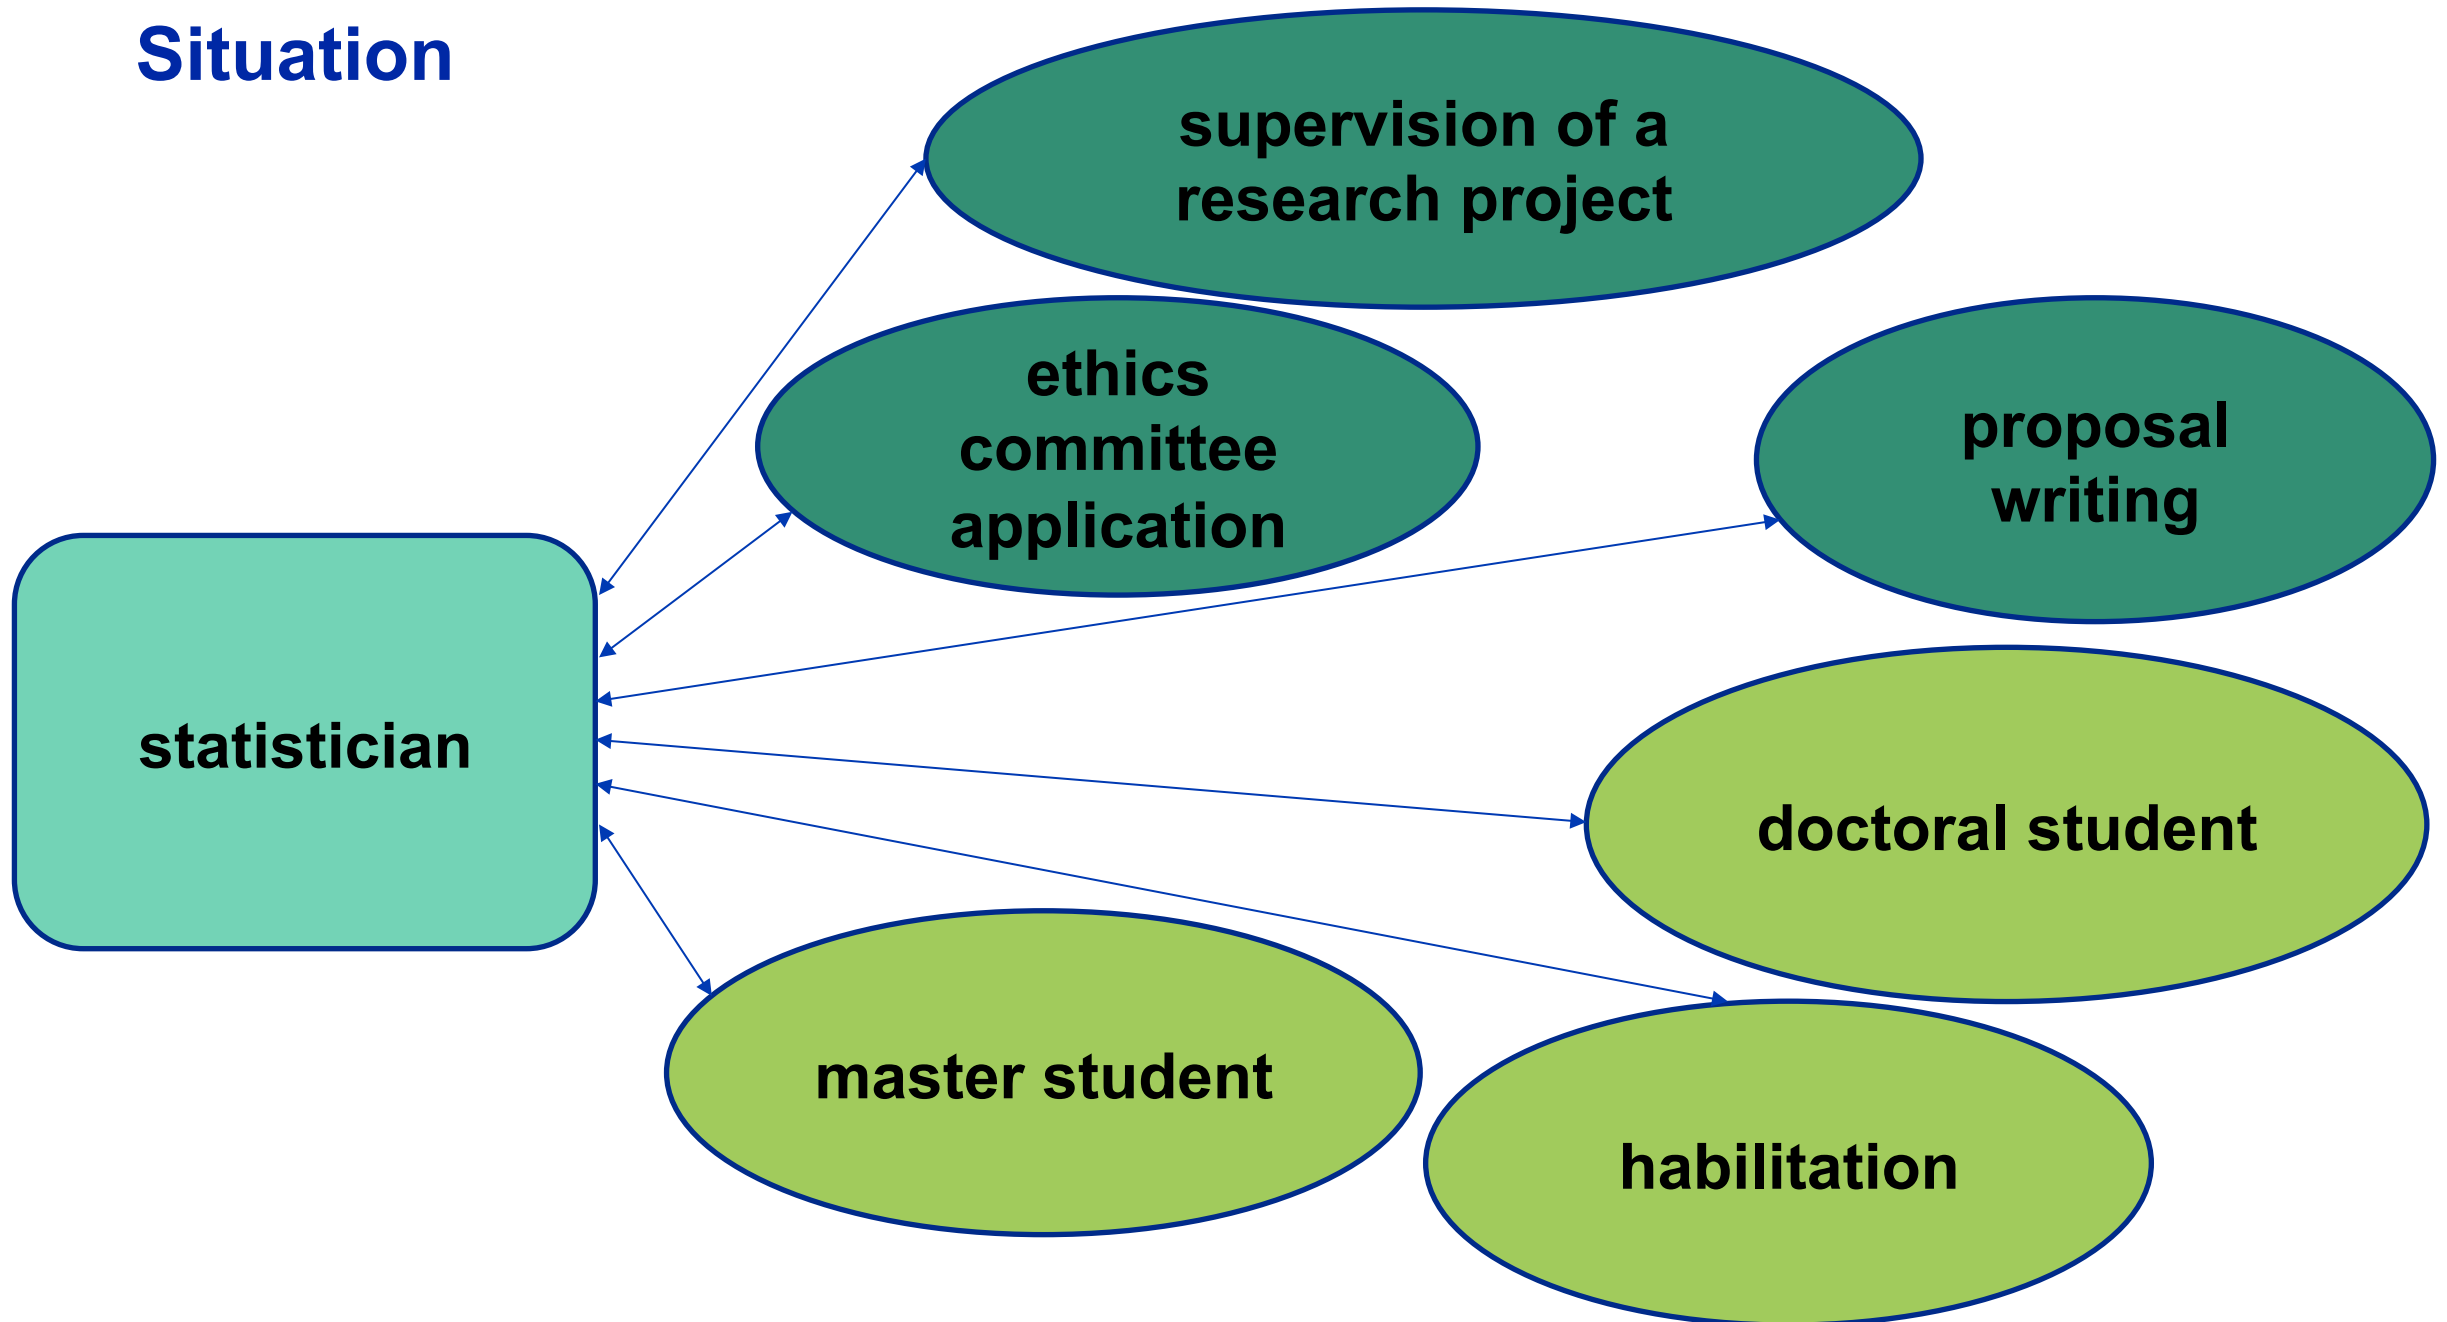 Situation
supervision of a
research project
ethics
committee
application
proposal
writing
statistician
doctoral student
master student
habilitation